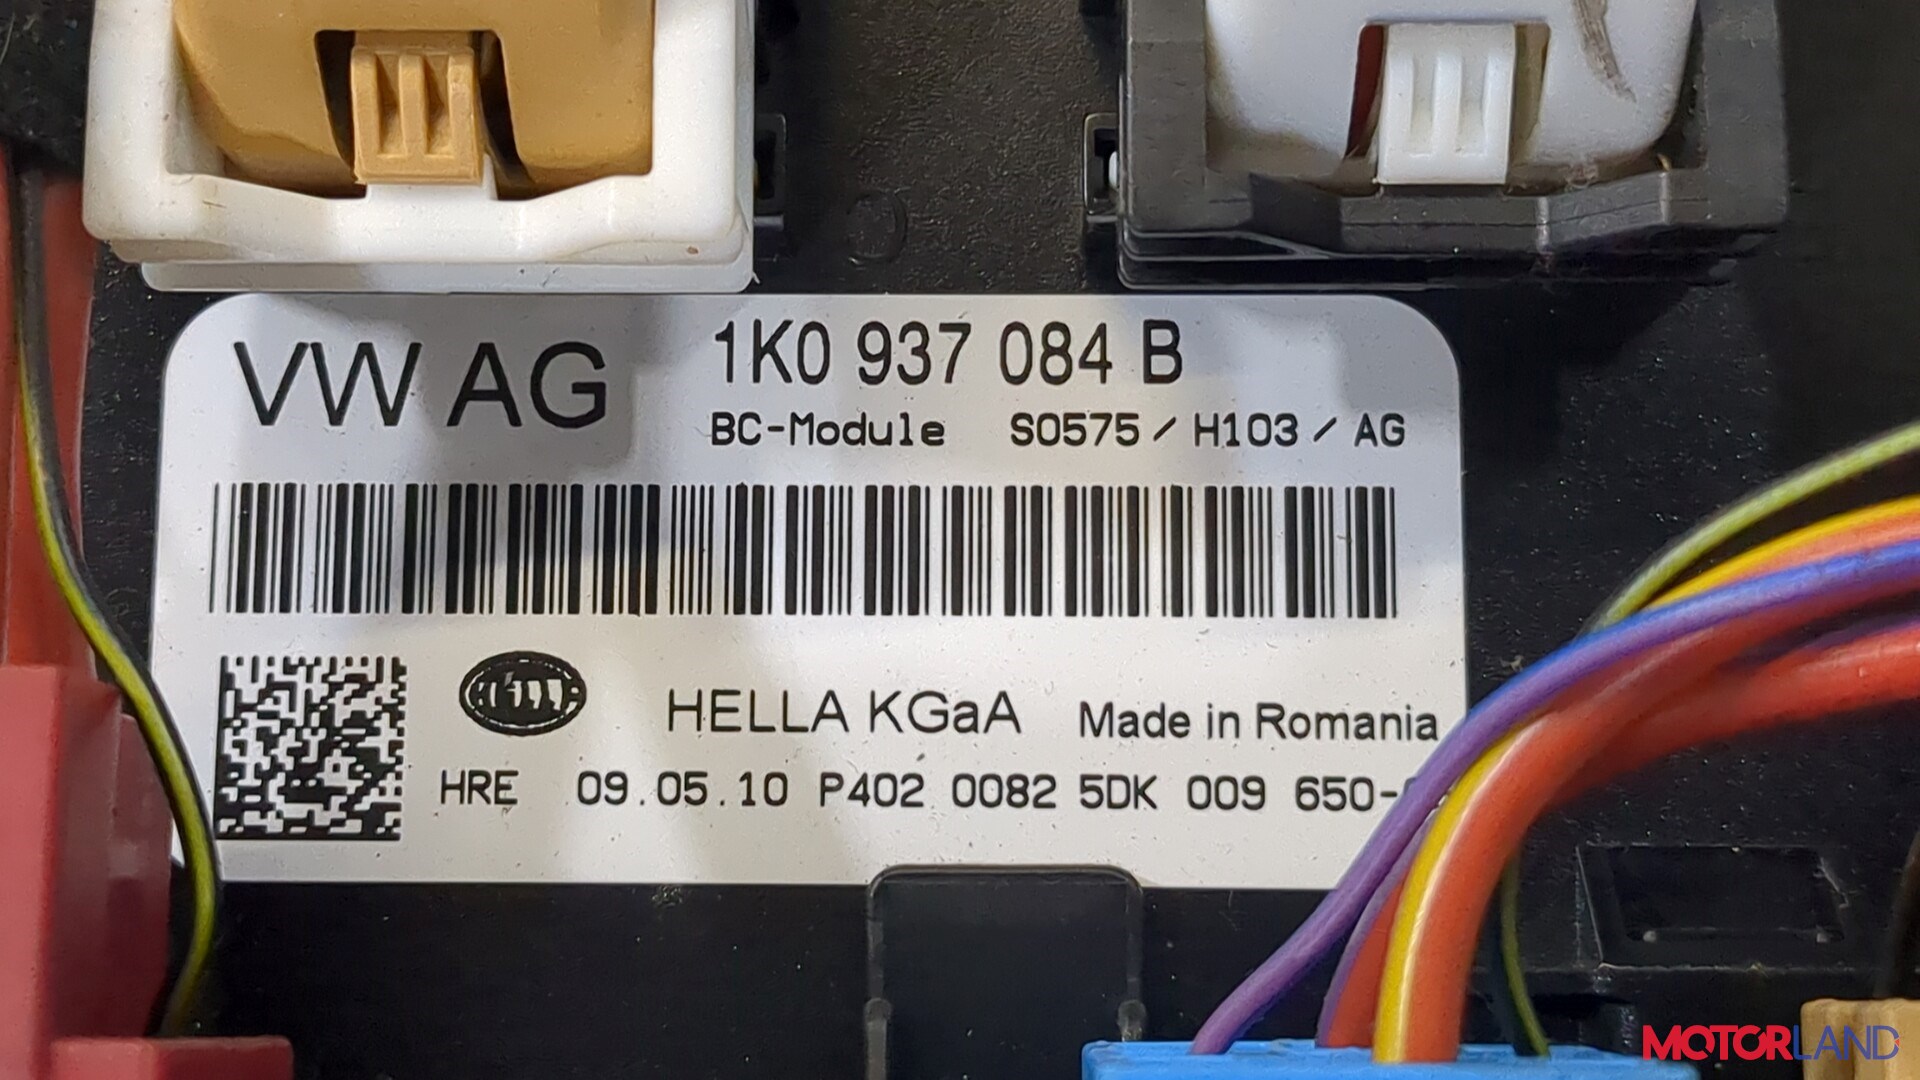 VW AG
1K0 937 084 B
BC-Module S0575 / H103 / AG
HELLA
HELLA KGaA Made in Romania
HRE 09.05.10 P402 0082 5DK 009 650-
MOTORLAND